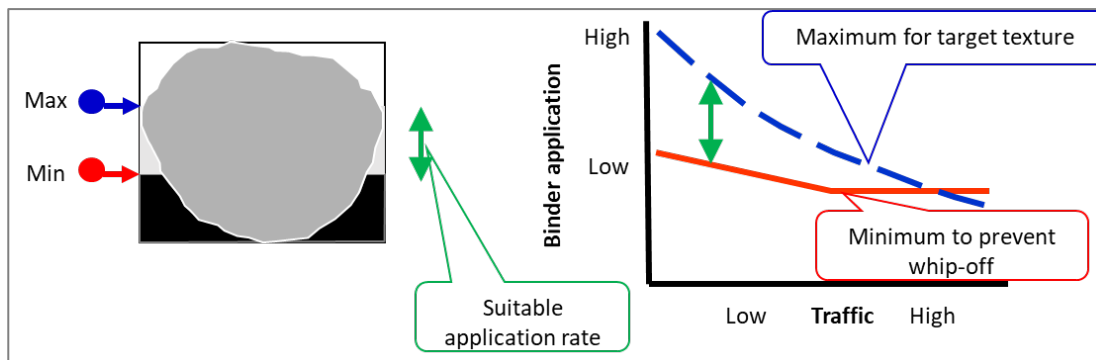 Max
Min
Suitable
application rate
High
Low
Binder application
Maximum for target texture
Minimum to prevent
whip-off
Low Traffic High